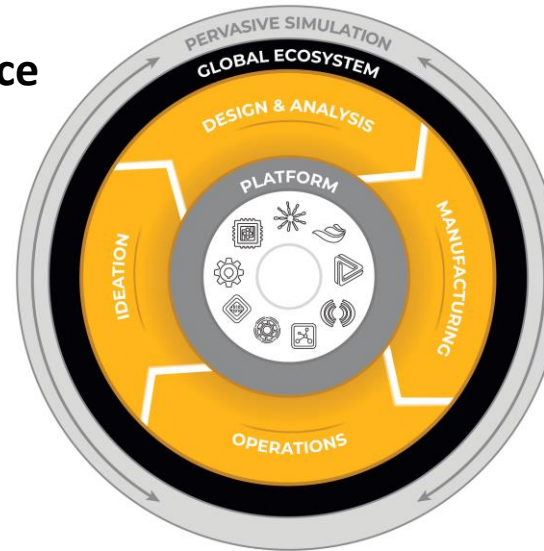 ce
PERVASIVE SIMULATION
GLOBAL ECOSYSTEM
DESIGN & ANALYSIS
PLATFORM
IDEATION
MANUFACTURING
OPERATIONS